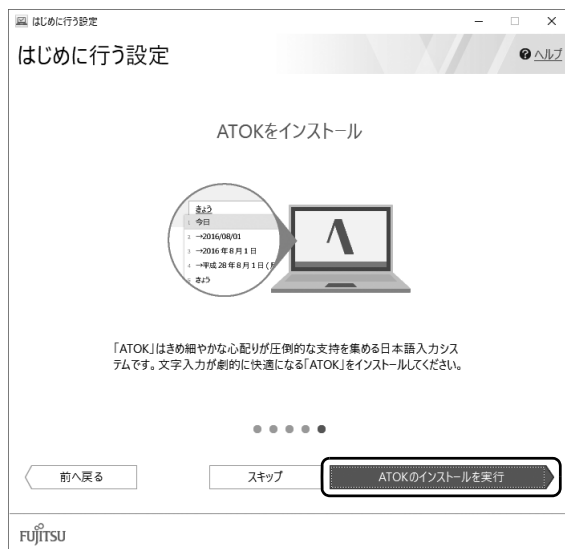 はじめに行う設定
はじめに行う設定
ヘルプ
ATOKをインストール
きょう
1 今日
2 →2016/08/01
3 →2016年8月1日
4 →平成28年8月1日(
5 きょう
「ATOK」はきめ細やかな心配りが圧倒的な支持を集める日本語入力シス
テムです。文字入力が劇的に快適になる「ATOK」をインストールしてください。
前へ戻る
スキップ
ATOKのインストールを実行
FUJITSU